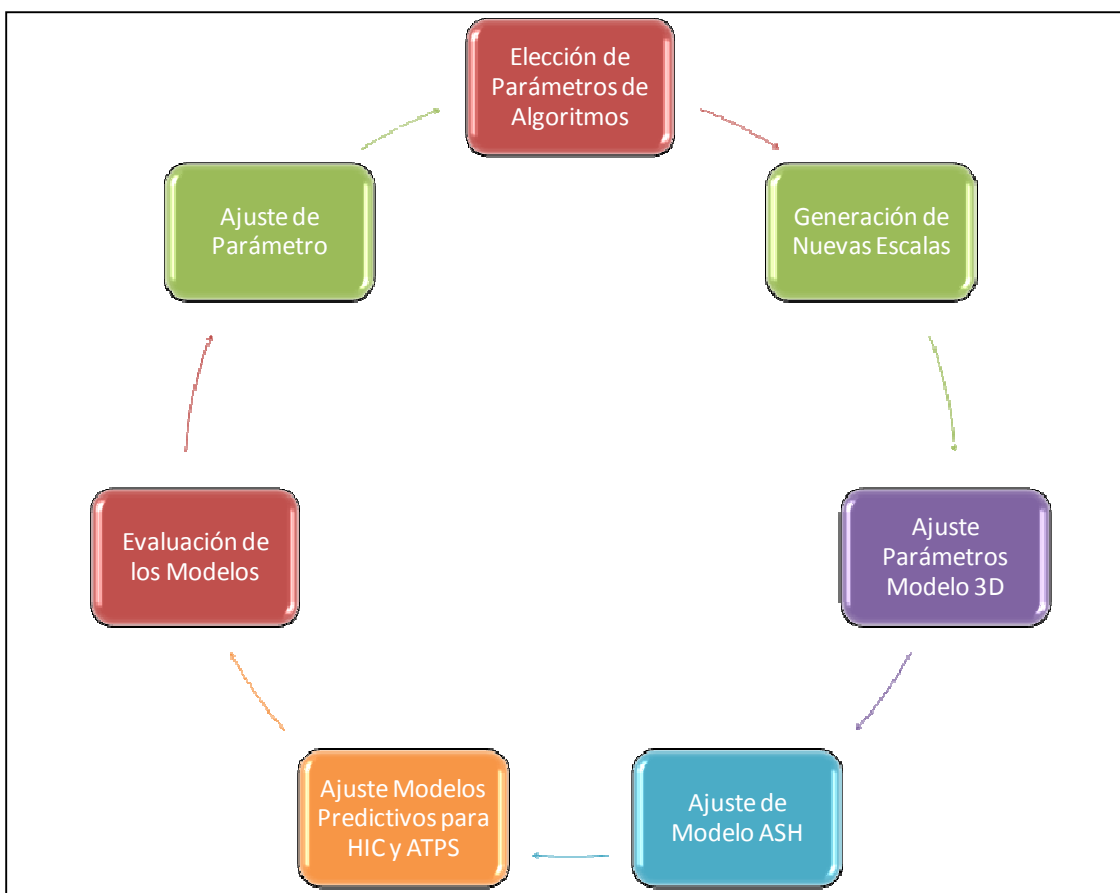 Elección de
Parámetros de
Algoritmos
Generación de
Nuevas Escalas
Ajuste
Parámetros
Modelo 3D
Ajuste de
Modelo ASH
Ajuste Modelos
Predictivos para
HIC y ATPS
Evaluación de
los Modelos
Ajuste de
Parámetro